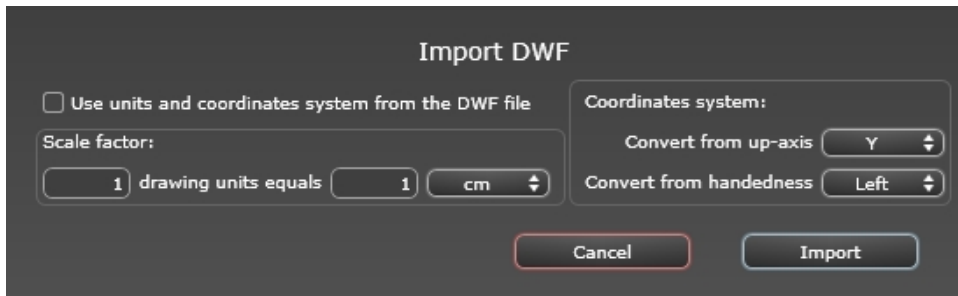 Import DWF
Use units and coordinates system from the DWF file
Scale factor:
1 drawing units equals 1 cm
Coordinates system:
Convert from up-axis Y
Convert from handedness Left
Cancel
Import